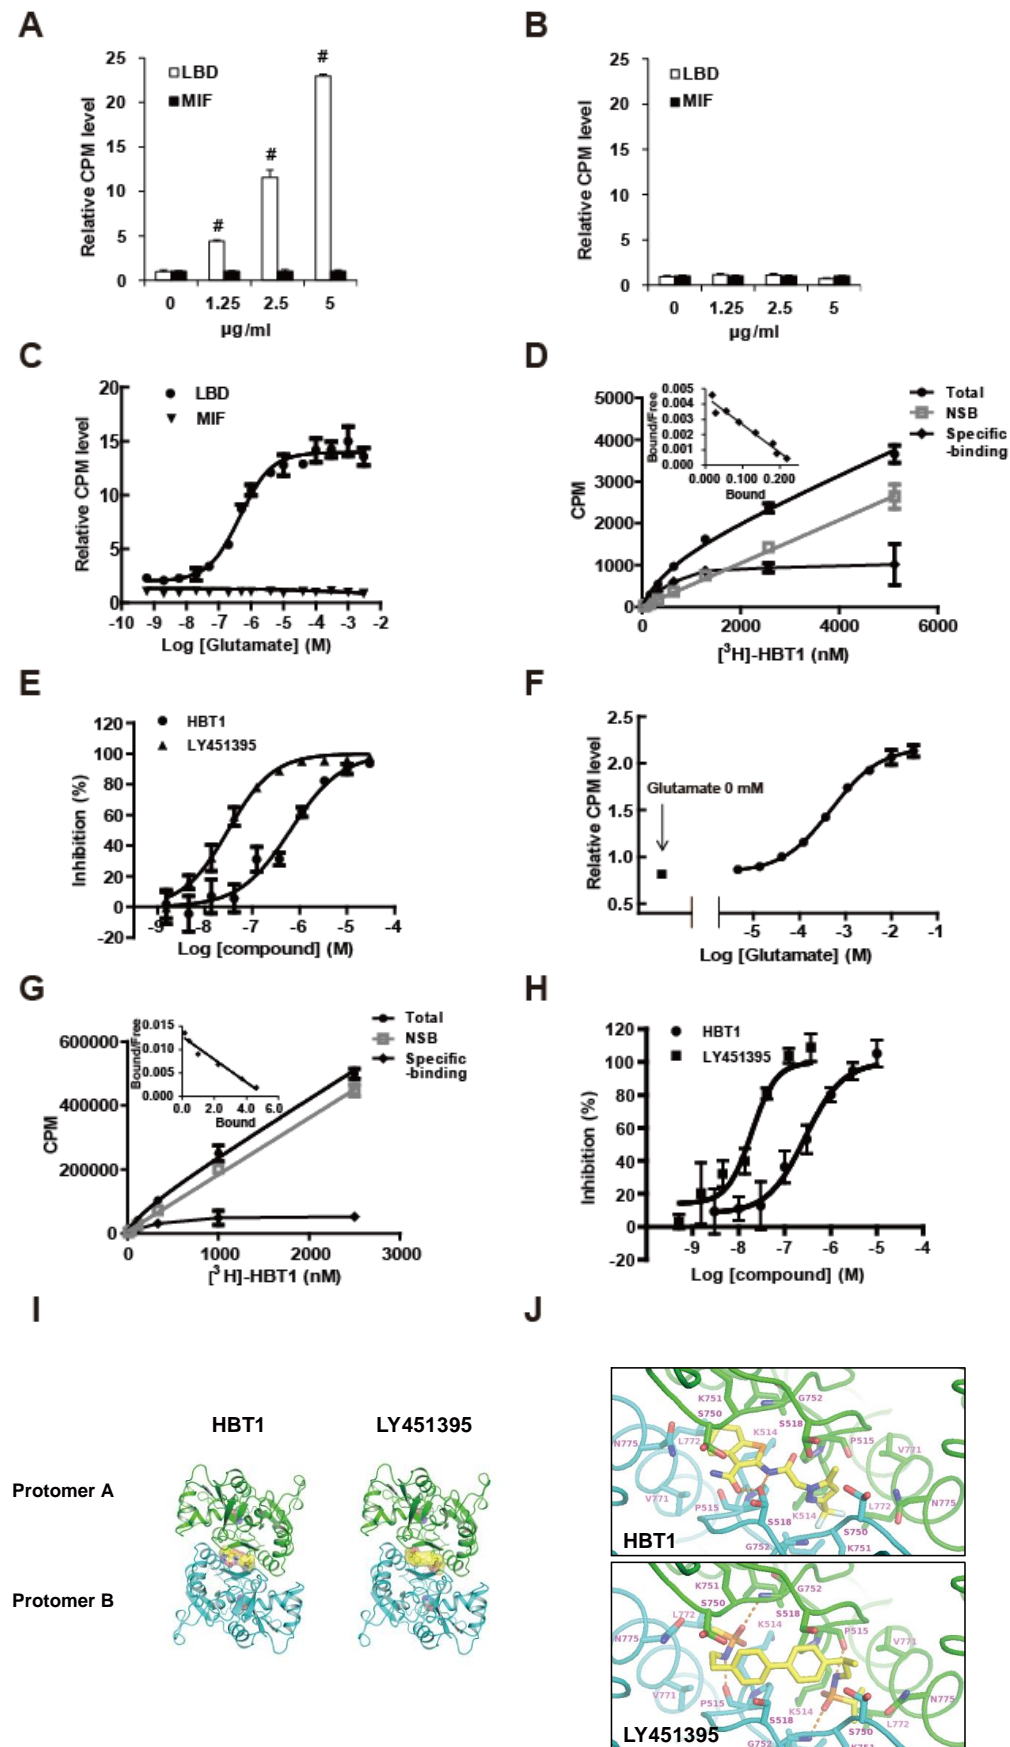 A
25
20
15
10
5
0
Relative CPM level
LBD
MIF
#
#
#
0 1.25 2.5 5
µg/ml
B
25
20
15
10
5
0
Relative CPM level
LBD
MIF
0 1.25 2.5 5
µg/ml
C
20
15
10
5
0
Relative CPM level
LBD
MIF
-10 -9 -8 -7 -6 -5 -4 -3 -2
Log [Glutamate] (M)
D
5000
4000
3000
2000
1000
0
CPM
0.005
0.004
0.003
0.002
0.001
0.000
Bound/Free
0.000 0.100 0.200
Bound
Total
NSB
Specific
-binding
0 2000 4000 6000
[3H]-HBT1 (nM)
E
120
100
80
60
40
20
0
-20
Inhibition (%)
HBT1
LY451395
-9 -8 -7 -6 -5 -4
Log [compound] (M)
F
2.5
2.0
1.5
1.0
0.5
Relative CPM level
Glutamate 0 mM
-5 -4 -3 -2 -1
Log [Glutamate] (M)
G
600000
400000
200000
0
CPM
0.015
0.010
0.005
0.000
Bound/Free
0.0 2.0 4.0 6.0
Bound
Total
NSB
Specific
-binding
0 1000 2000 3000
[3H]-HBT1 (nM)
H
120
100
80
60
40
20
0
-20
Inhibition (%)
HBT1
LY451395
-9 -8 -7 -6 -5 -4
Log [compound] (M)
I
HBT1 LY451395
Protomer A
Protomer B
J
K751 G752
S750 S518
N775 L772 K514 P515 V771
V771 P515 K514 L772 N775
S518 S750
G752 K751
HBT1
K751 G752
S750 S518
L772 K514 P515
N775 V771
V771 P515 K514 N775
S518 S750 L772
G752 K751
LY451395